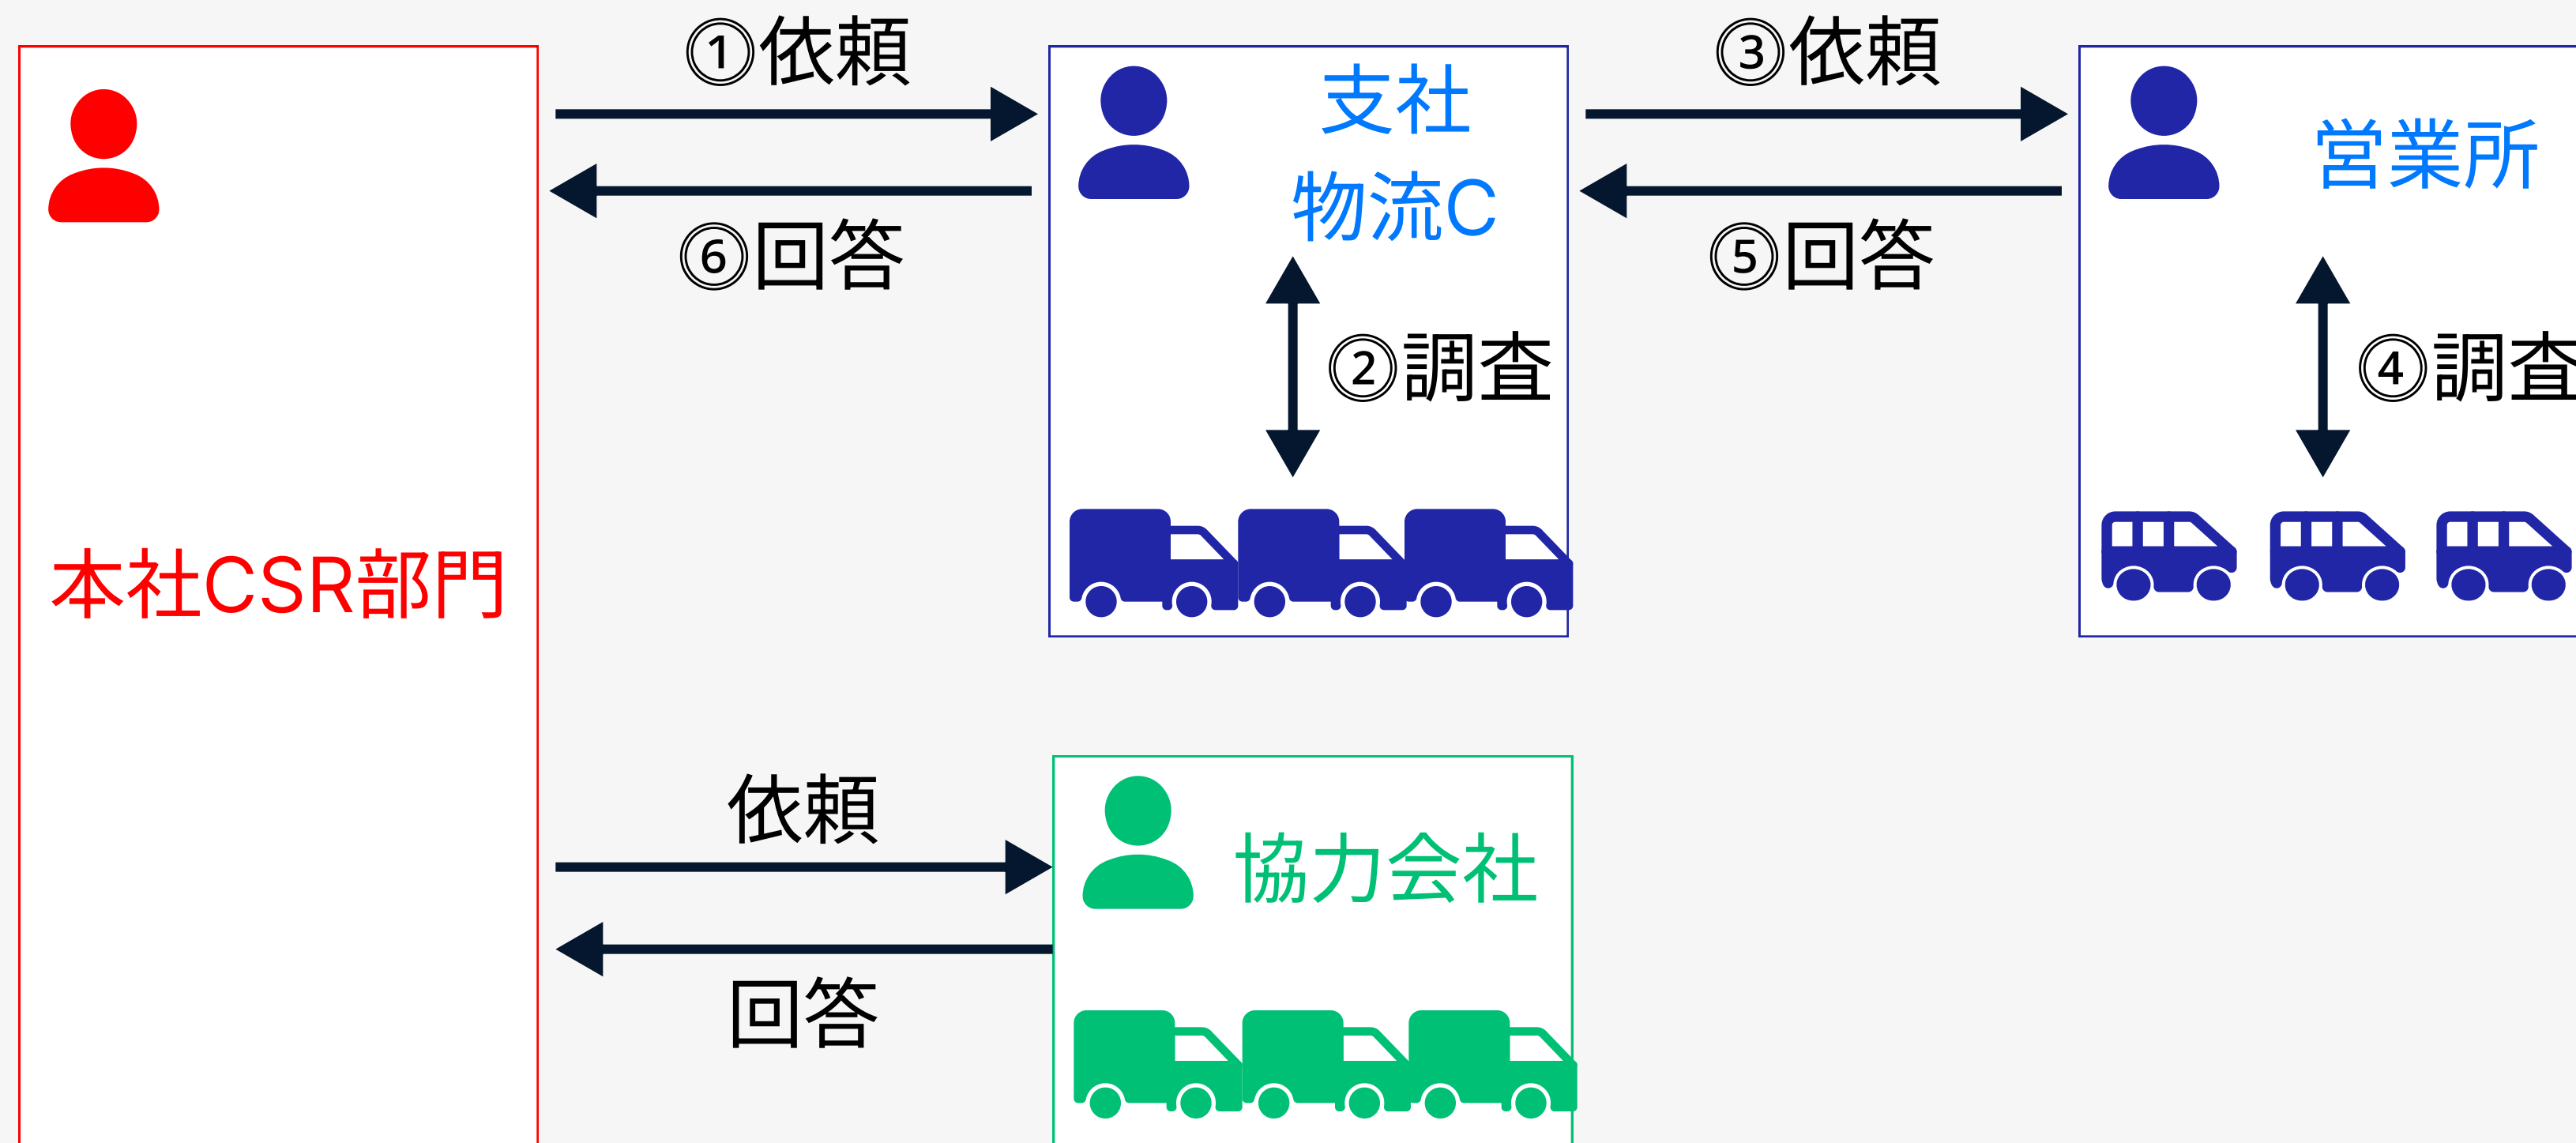 ①依頼
③依頼
支社
物流C
営業所
⑥回答
⑤回答
②調査
④調査
本社CSR部門
依頼
協力会社
回答